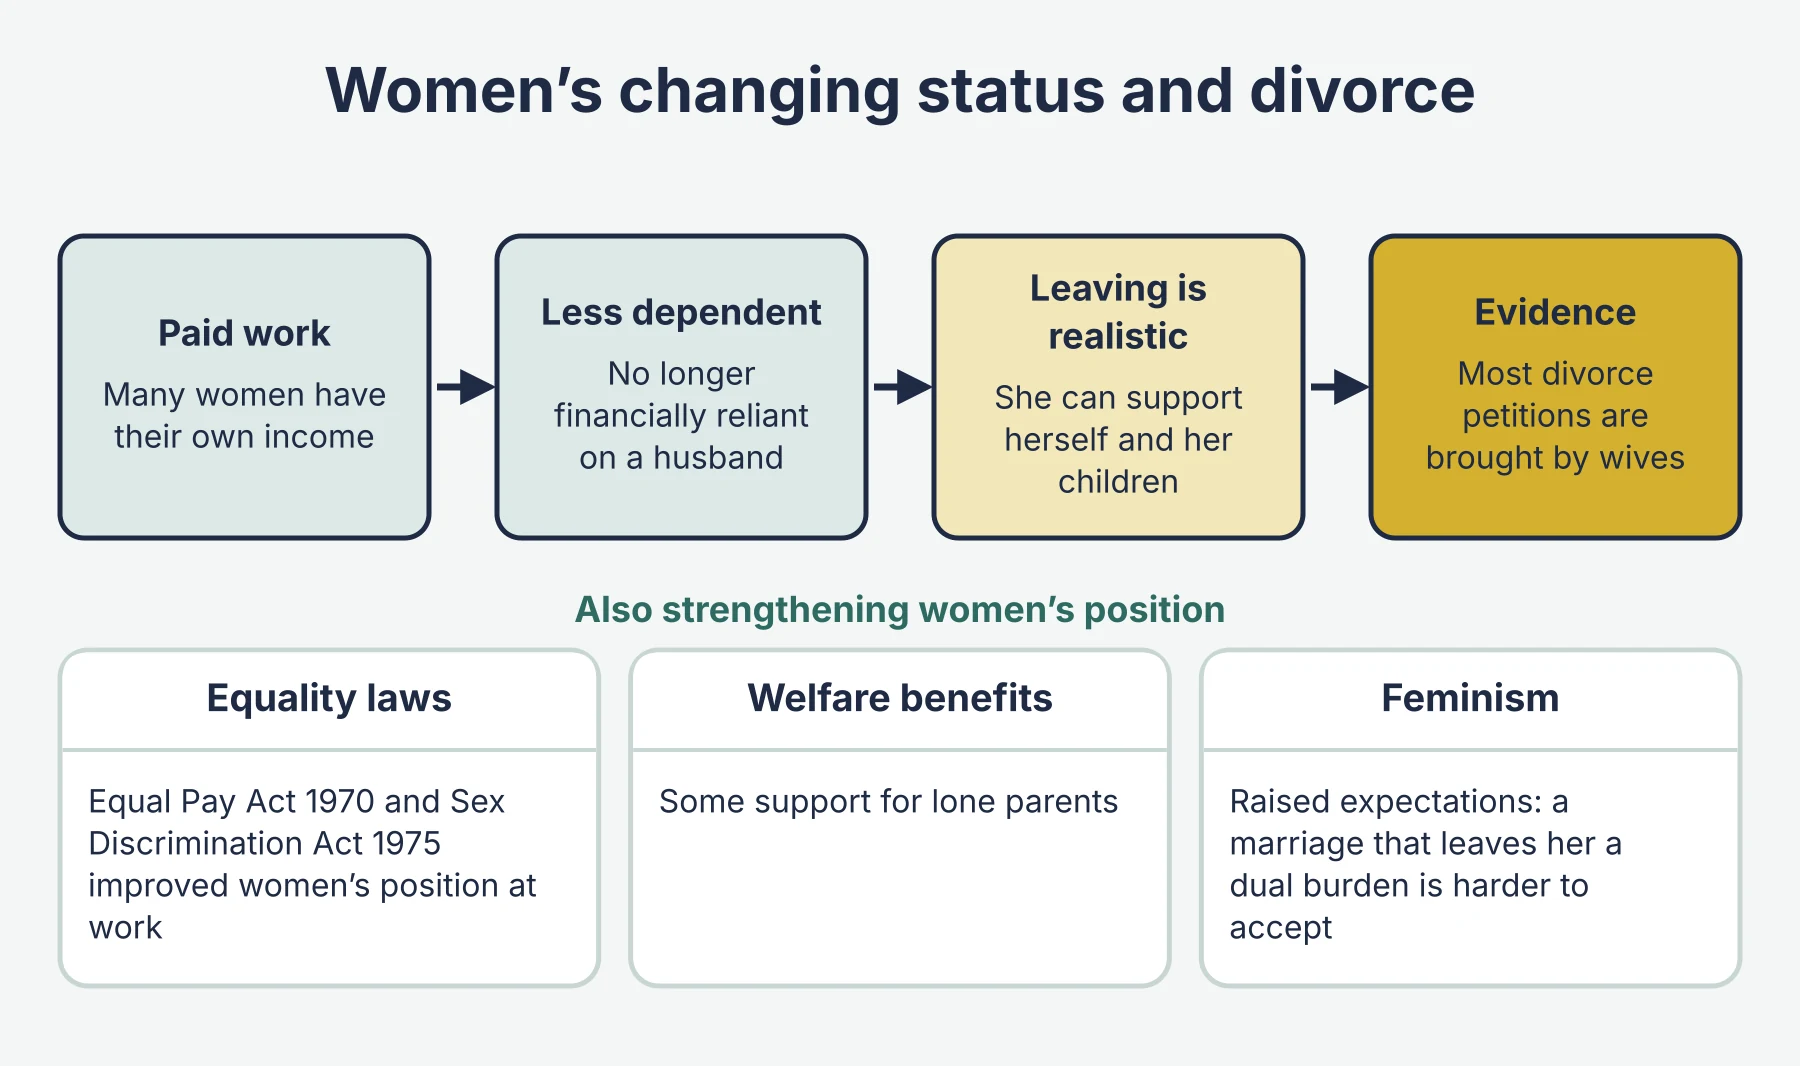 Women’s changing status and divorce
Paid work
Many women have
their own income
Less dependent
No longer
financially reliant
on a husband
Leaving is
realistic
She can support
herself and her
children
Evidence
Most divorce
petitions are
brought by wives
Also strengthening women’s position
Equality laws
Equal Pay Act 1970 and Sex
Discrimination Act 1975
improved women’s position at
work
Welfare benefits
Some support for lone parents
Feminism
Raised expectations: a
marriage that leaves her a
dual burden is harder to
accept